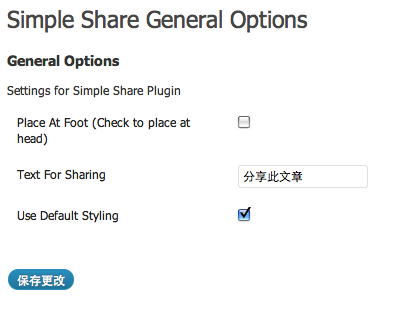 Simple Share General Options
General Options
Settings for Simple Share Plugin
Place At Foot (Check to place at
head)
Text For Sharing
分享此文章
Use Default Styling
保存更改